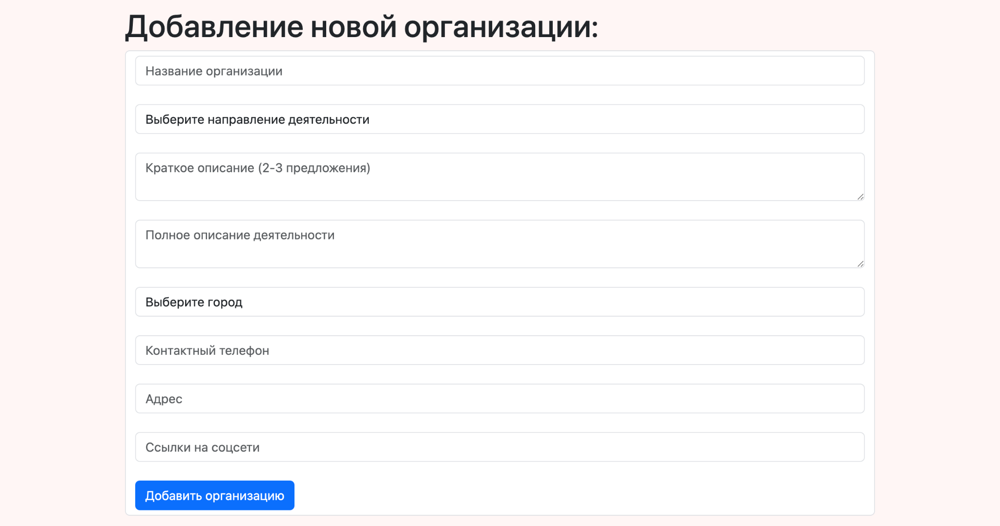 Добавление новой организации:
Название организации
Выберите направление деятельности
Краткое описание (2-3 предложения)
Полное описание деятельности
Выберите город
Контактный телефон
Адрес
Ссылки на соцсети
Добавить организацию